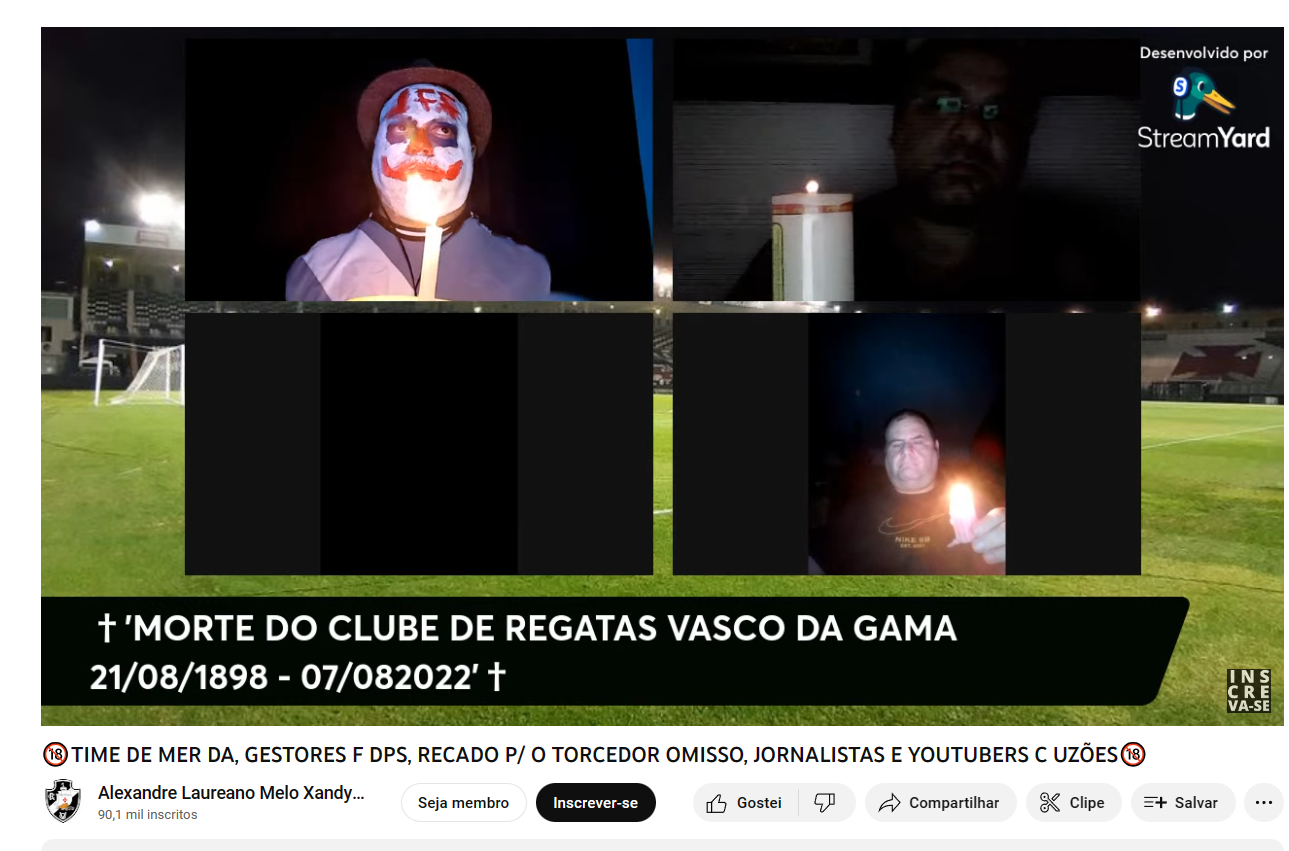 Desenvolvido por
StreamYard
NIKE SB
† 'MORTE DO CLUBE DE REGATAS VASCO DA GAMA
21/08/1898 - 07/082022' †
INS
CRE
VA-SE
🔞TIME DE MER DA, GESTORES F DPS, RECADO P/ O TORCEDOR OMISSO, JORNALISTAS E YOUTUBERS C UZÕES🔞
Alexandre Laureano Melo Xandy...
90,1 mil inscritos
Seja membro
Inscrever-se
Gostei
Compartilhar
Clipe
Salvar